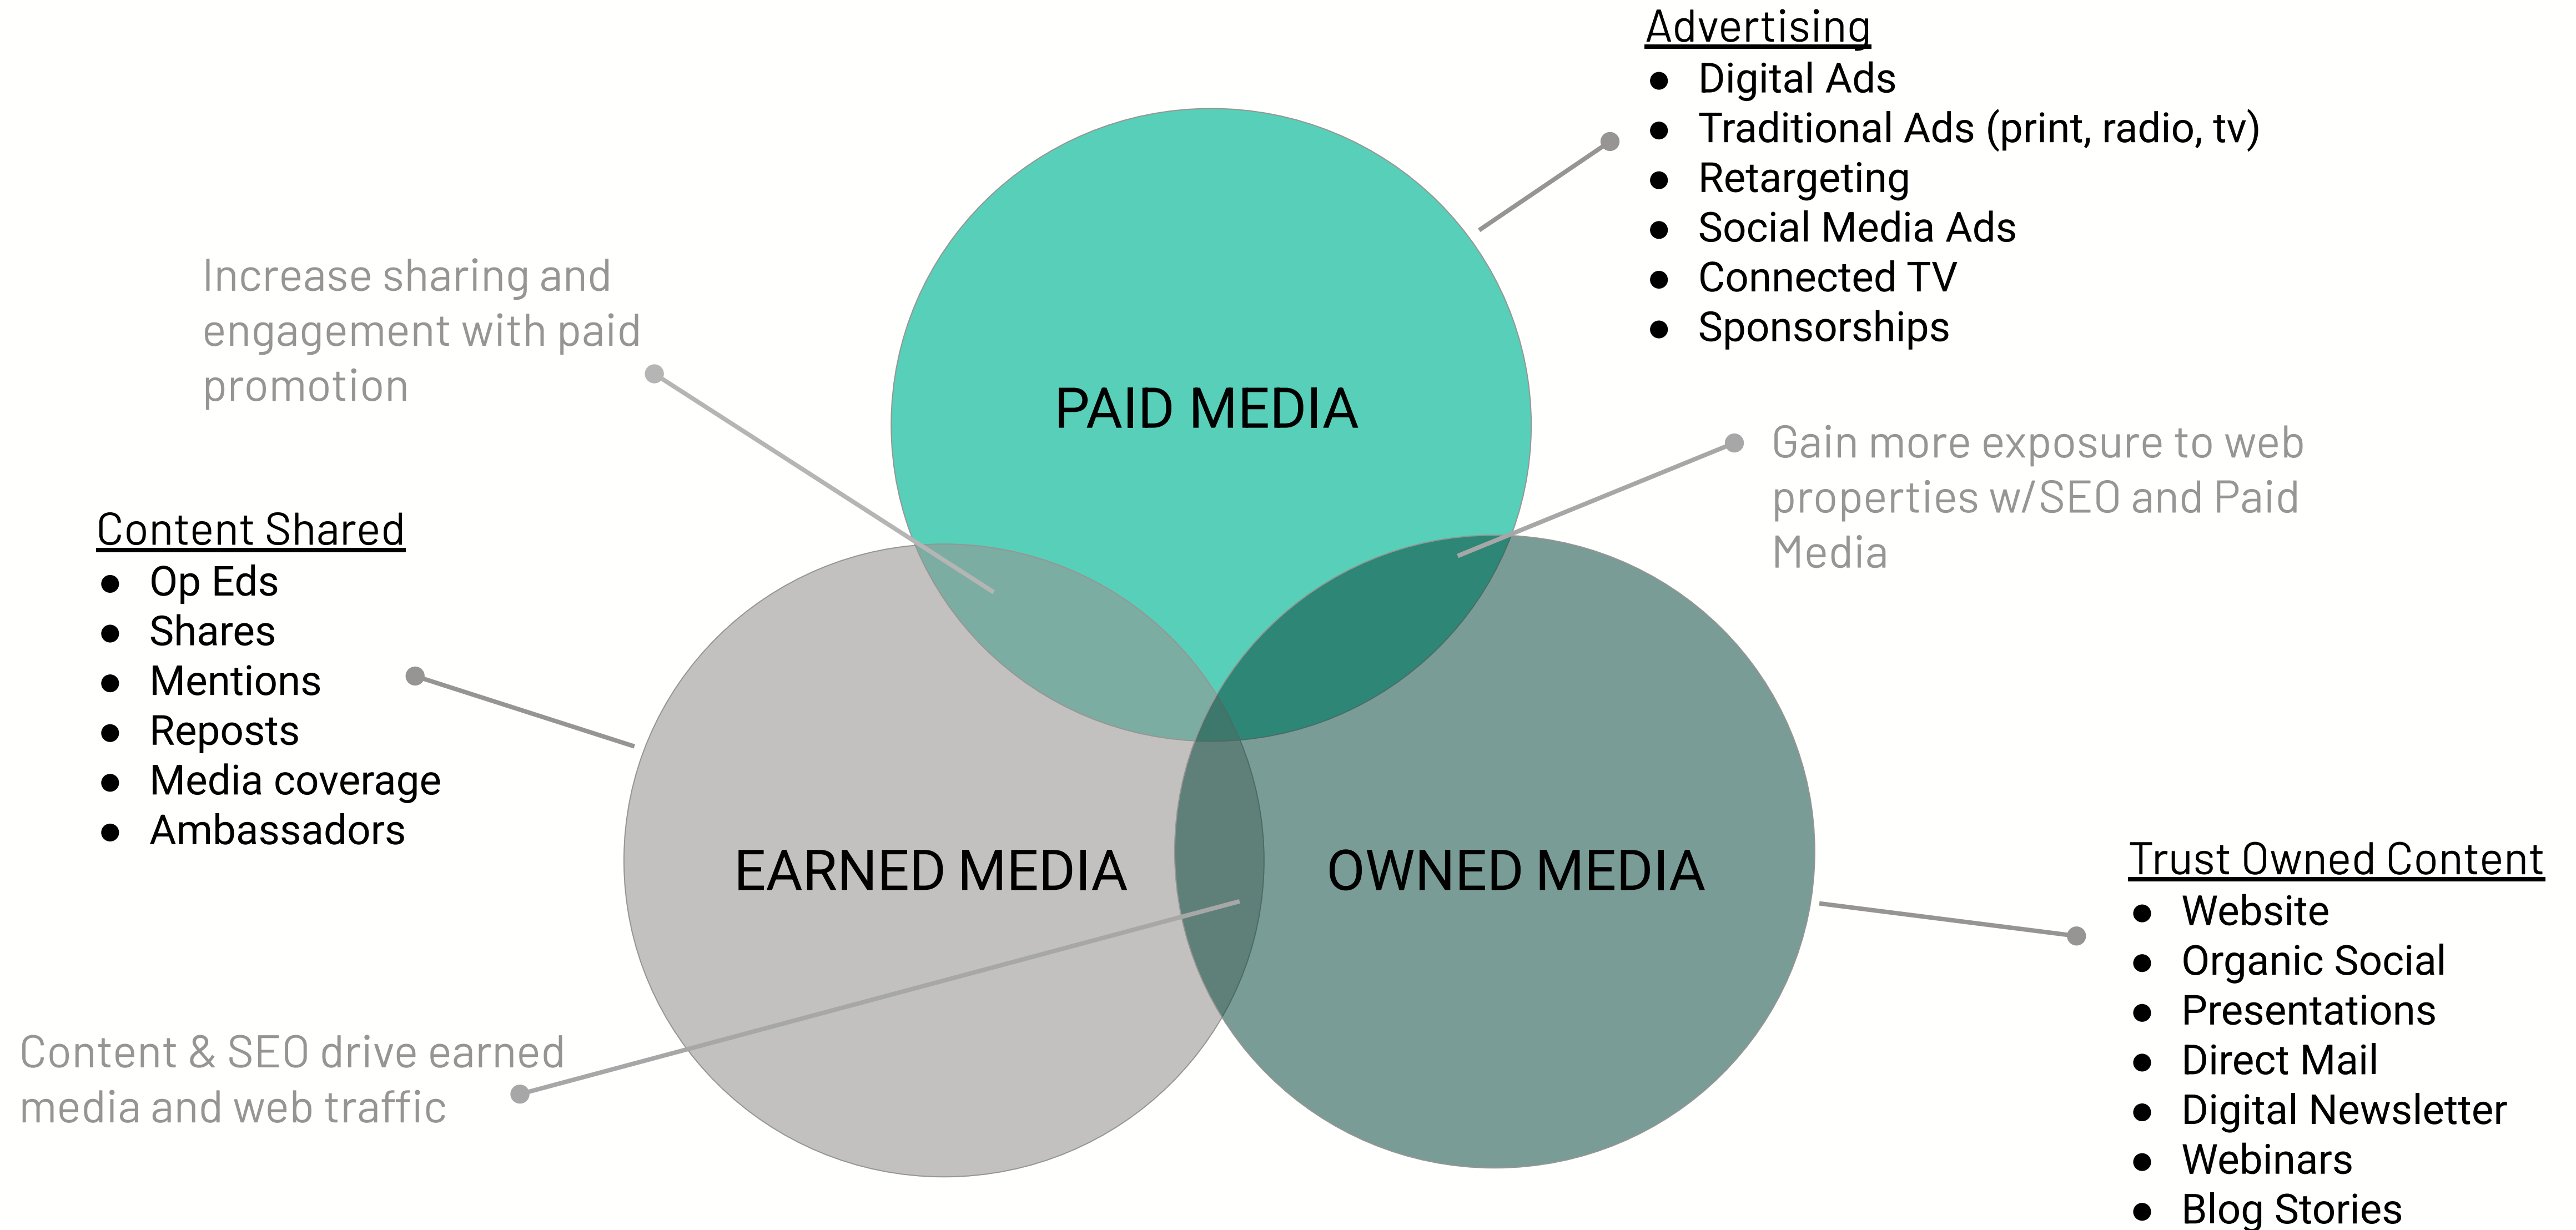 Advertising
● Digital Ads
● Traditional Ads (print, radio, tv)
● Retargeting
● Social Media Ads
● Connected TV
● Sponsorships
Increase sharing and
engagement with paid
promotion
PAID MEDIA
Gain more exposure to web
properties w/SEO and Paid
Media
Content Shared
● Op Eds
● Shares
● Mentions
● Reposts
● Media coverage
● Ambassadors
EARNED MEDIA
OWNED MEDIA
Trust Owned Content
● Website
● Organic Social
● Presentations
● Direct Mail
● Digital Newsletter
● Webinars
● Blog Stories
Content & SEO drive earned
media and web traffic